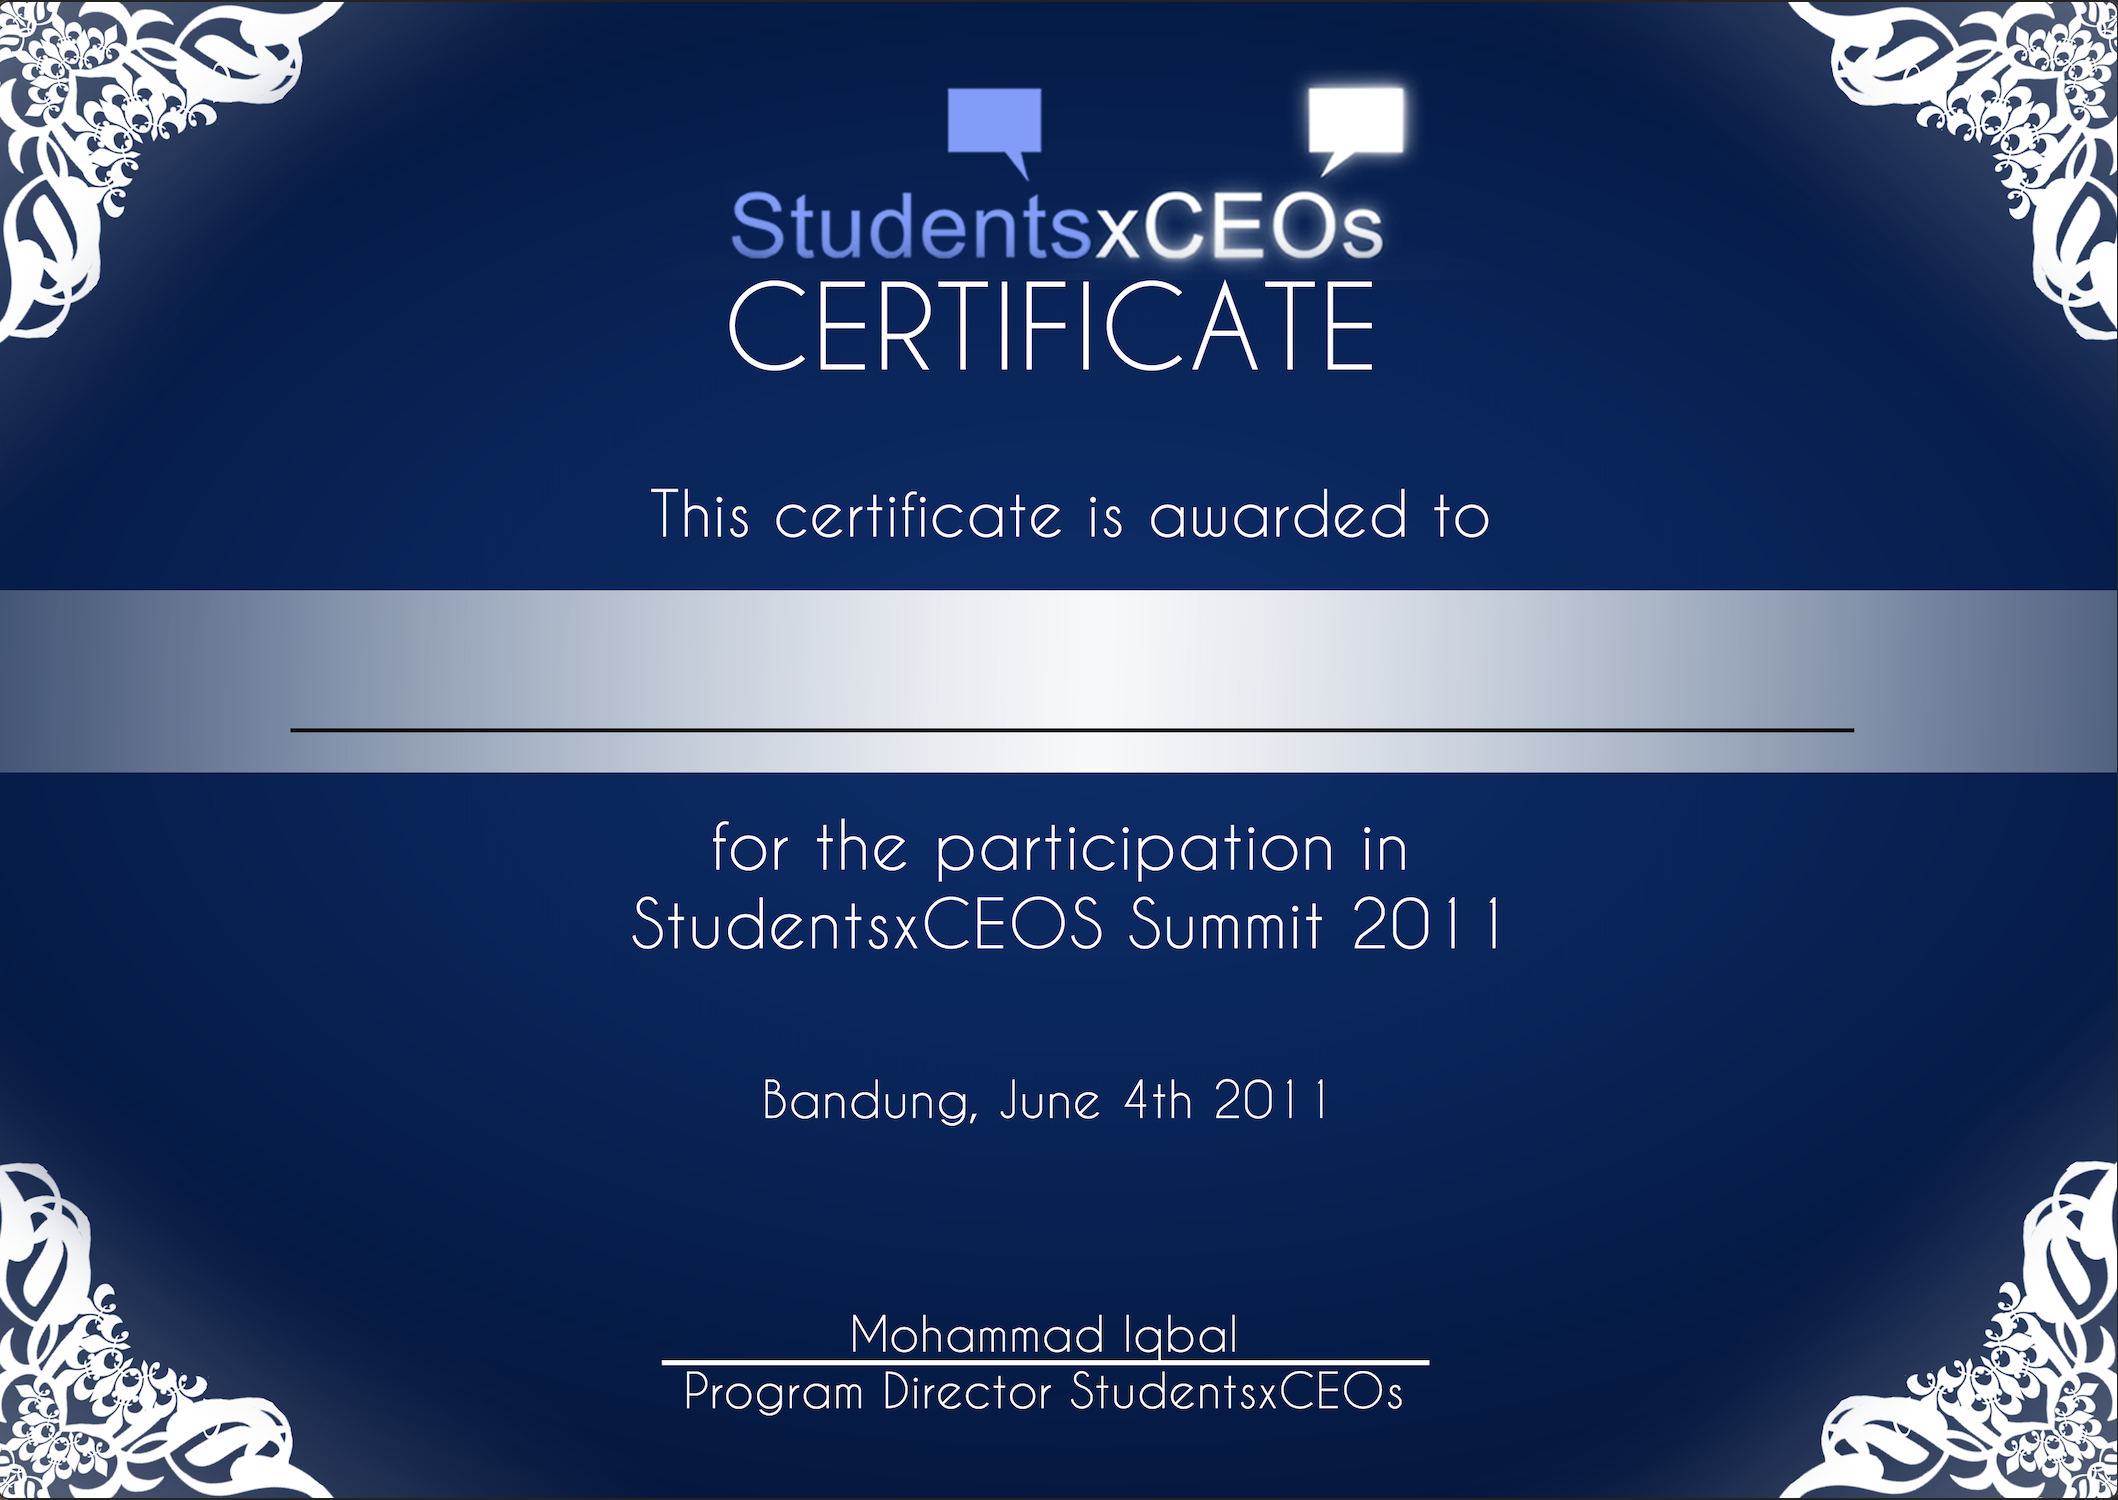 StudentsxCEOs
CERTIFICATE
This certificate is awarded to
for the participation in
StudentsxCEOS Summit 2011
Bandung, June 4th 2011
Mohammad Iqbal
Program Director StudentsxCEOs